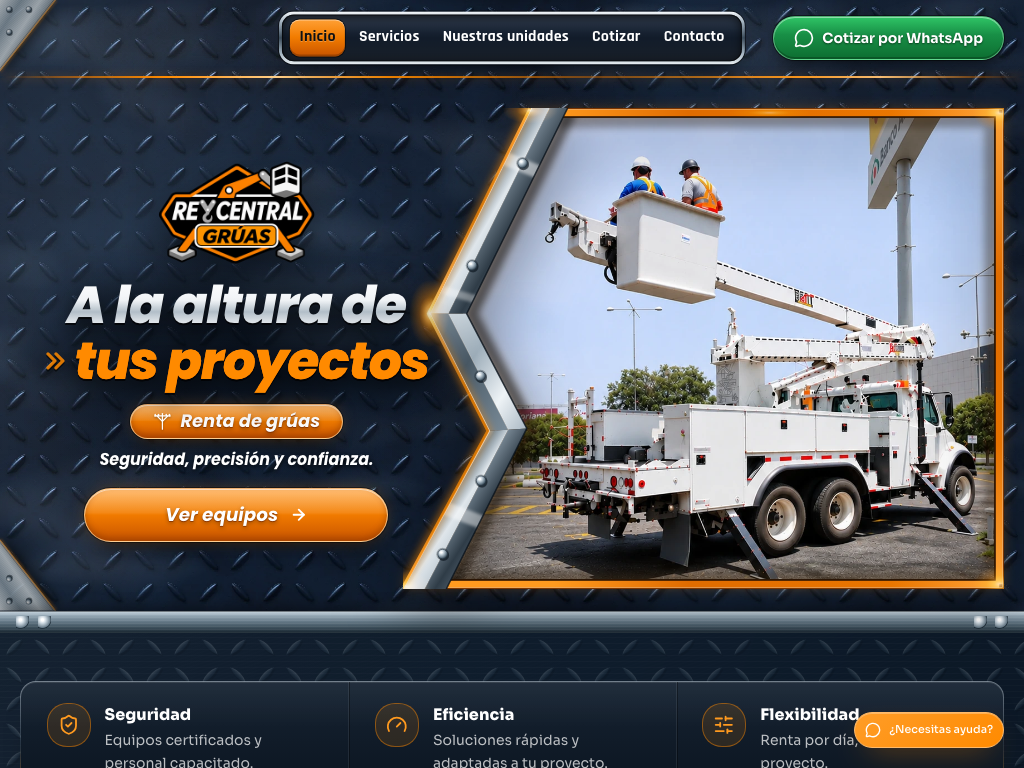 Inicio
Servicios
Nuestras unidades
Cotizar
Contacto
Cotizar por WhatsApp
REYCENTRAL
GRÚAS
A la altura de
» tus proyectos
Renta de grúas
Seguridad, precisión y confianza.
Ver equipos →
Seguridad
Equipos certificados y
personal capacitado.
Eficiencia
Soluciones rápidas y
adaptadas a tu proyecto.
Flexibilidad
Renta por día,
proyecto.
¿Necesitas ayuda?